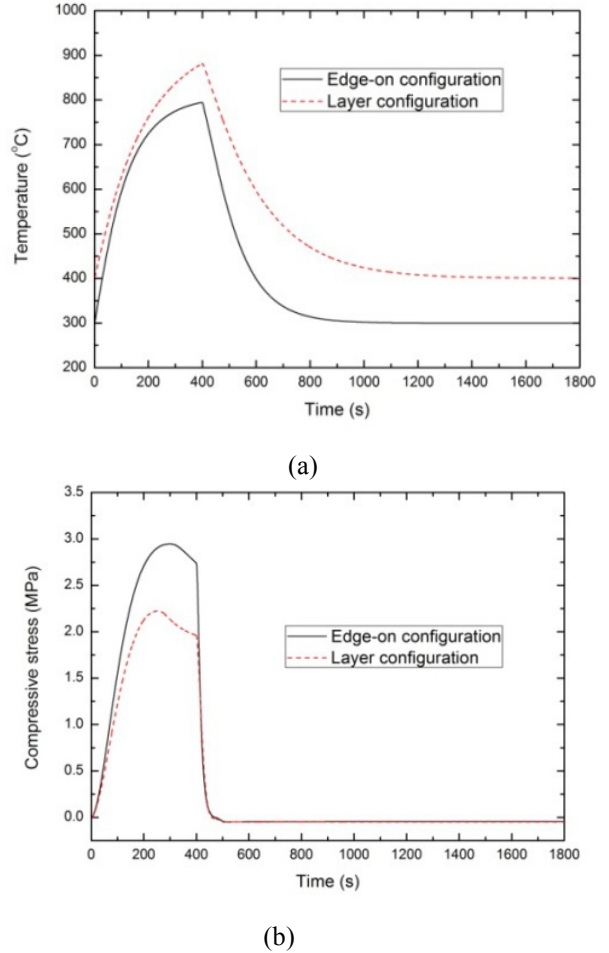 1000
900
800
700
600
500
400
300
200
Temperature (°C)
Edge-on configuration
Layer configuration
0 200 400 600 800 1000 1200 1400 1600 1800
Time (s)
(a)
3.5
3.0
2.5
2.0
1.5
1.0
0.5
0.0
Compressive stress (MPa)
Edge-on configuration
Layer configuration
0 200 400 600 800 1000 1200 1400 1600 1800
Time (s)
(b)